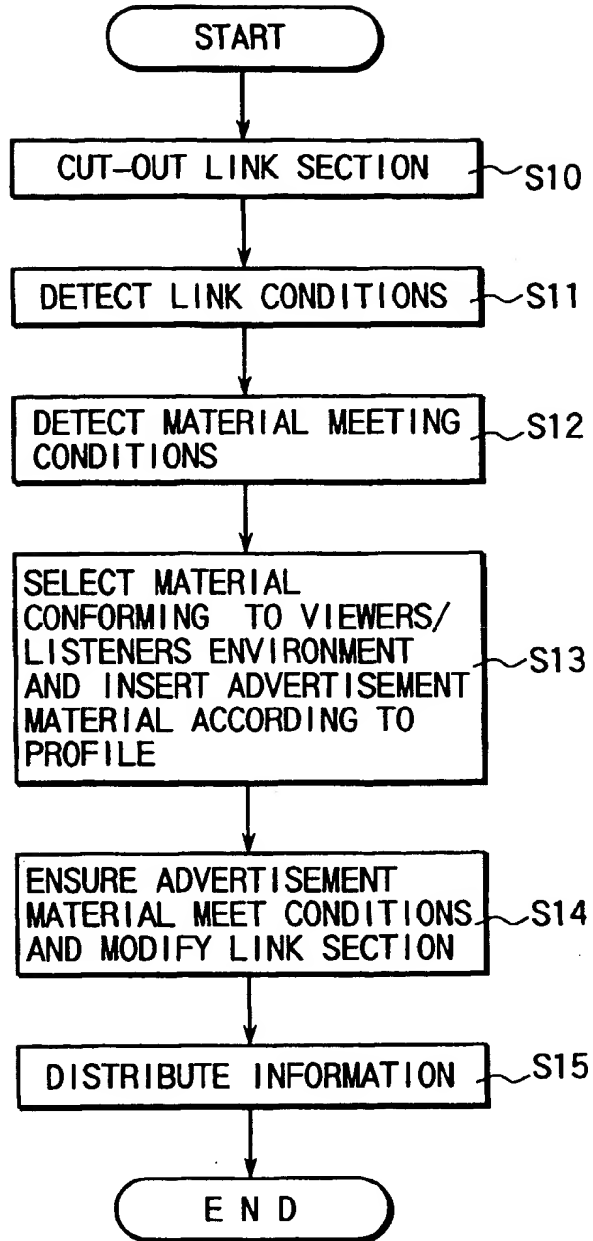 START
CUT-OUT LINK SECTION
S10
DETECT LINK CONDITIONS
S11
DETECT MATERIAL MEETING
CONDITIONS
S12
SELECT MATERIAL
CONFORMING TO VIEWERS/
LISTENERS ENVIRONMENT
AND INSERT ADVERTISEMENT
MATERIAL ACCORDING TO
PROFILE
S13
ENSURE ADVERTISEMENT
MATERIAL MEET CONDITIONS
AND MODIFY LINK SECTION
S14
DISTRIBUTE INFORMATION
S15
END